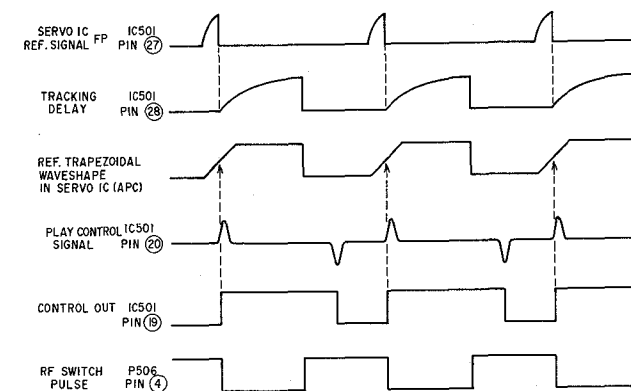 SERVO IC IC501
REF. SIGNAL FP PIN 27
TRACKING IC501
DELAY PIN 28
REF. TRAPEZOIDAL
WAVESHAPE
IN SERVO IC (APC)
PLAY CONTROL IC501
SIGNAL PIN 20
CONTROL OUT IC501
PIN 19
RF SWITCH P506
PULSE PIN 4